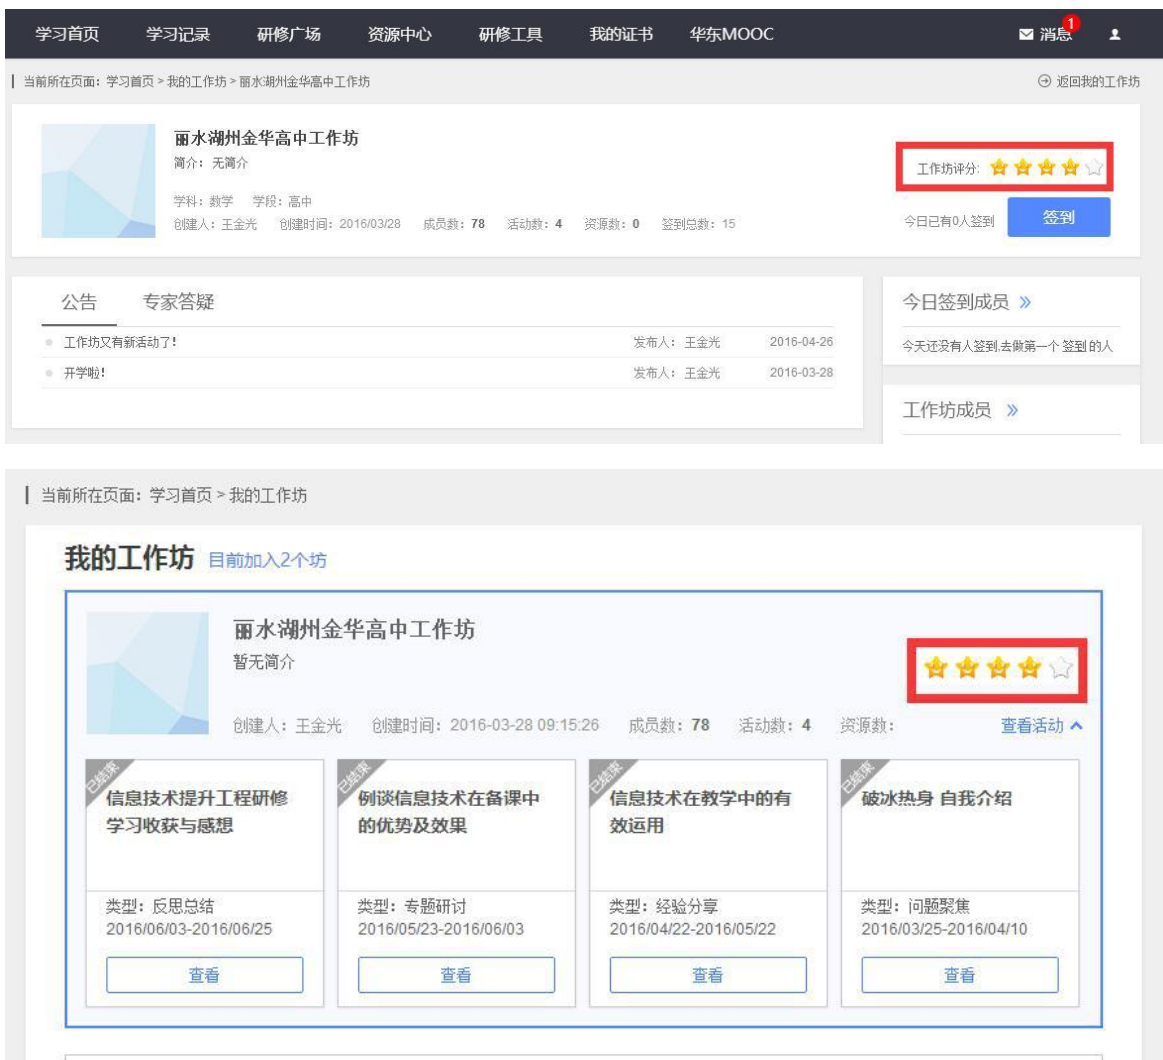 学习首页 学习记录 研修广场 资源中心 研修工具 我的证书 华东MOOC 消息 1
当前所在页面：学习首页 > 我的工作坊 > 丽水湖州金华高中工作坊 返回我的工作坊
丽水湖州金华高中工作坊
简介：无简介
工作坊评分:
学科：数学 学段：高中
创建人：王金光 创建时间：2016/03/28 成员数：78 活动数：4 资源数：0 签到总数：15
今日已有0人签到 签到
公告 专家答疑
工作坊又有新活动了！ 发布人：王金光 2016-04-26
开学啦！ 发布人：王金光 2016-03-28
今日签到成员 »
今天还没有人签到,去做第一个 签到 的人
工作坊成员 »
当前所在页面：学习首页 > 我的工作坊
我的工作坊 目前加入2个坊
丽水湖州金华高中工作坊
暂无简介
创建人：王金光 创建时间：2016-03-28 09:15:26 成员数：78 活动数：4 资源数： 查看活动
已结束
信息技术提升工程研修
学习收获与感想
类型：反思总结
2016/06/03-2016/06/25
查看
已结束
例谈信息技术在备课中
的优势及效果
类型：专题研讨
2016/05/23-2016/06/03
查看
已结束
信息技术在教学中的有
效运用
类型：经验分享
2016/04/22-2016/05/22
查看
已结束
破冰热身 自我介绍
类型：问题聚焦
2016/03/25-2016/04/10
查看